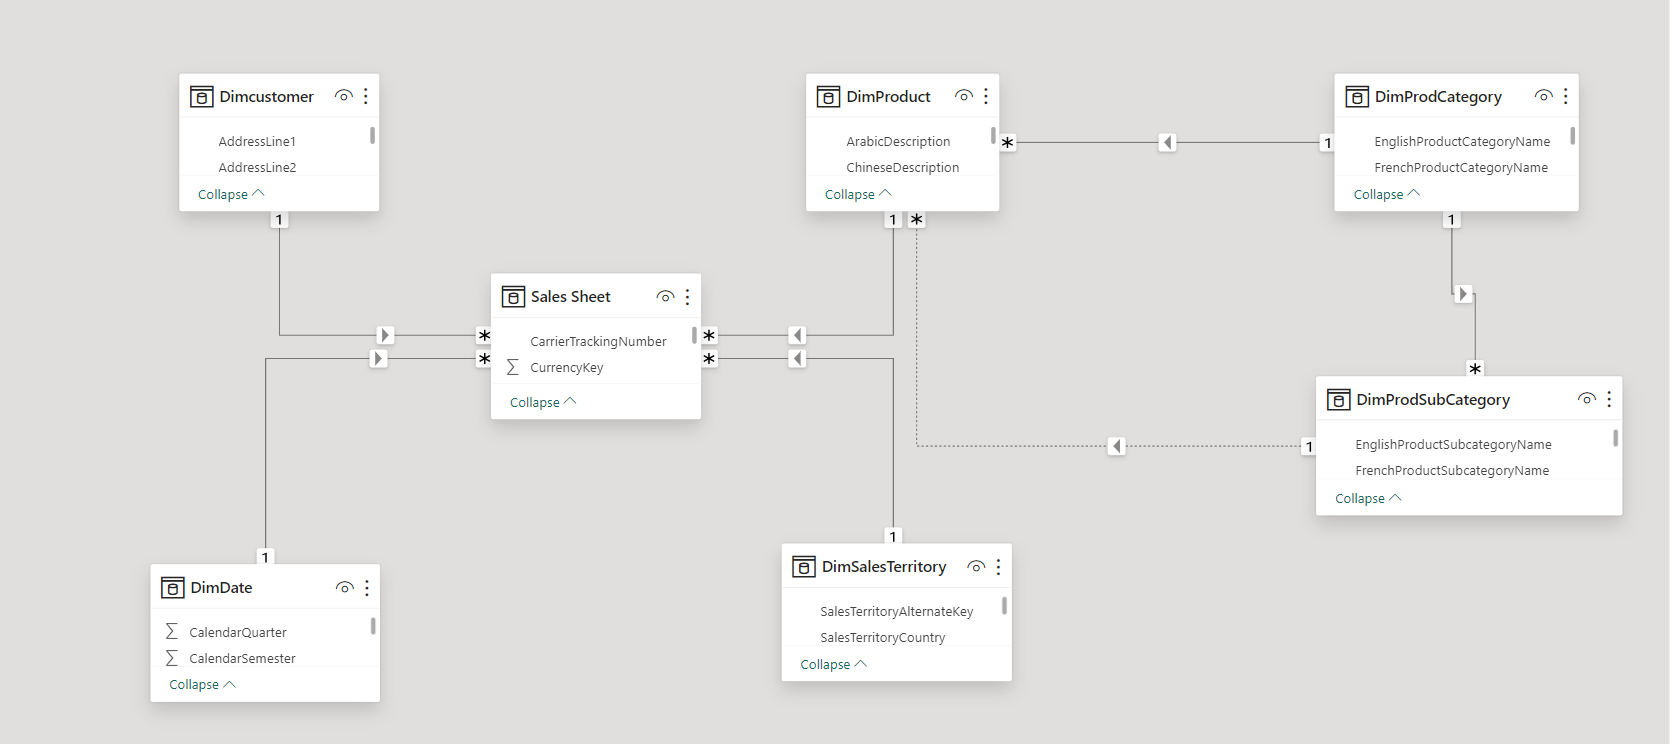 Dimcustomer
AddressLine1
AddressLine2
Collapse
1
DimProduct
ArabicDescription
ChineseDescription
Collapse
1 *
*
1
DimProdCategory
EnglishProductCategoryName
FrenchProductCategoryName
Collapse
1
Sales Sheet
CarrierTrackingNumber
Σ CurrencyKey
Collapse
*
*
*
*
*
1
DimProdSubCategory
EnglishProductSubcategoryName
FrenchProductSubcategoryName
Collapse
1
DimDate
Σ CalendarQuarter
Σ CalendarSemester
Collapse
1
DimSalesTerritory
SalesTerritoryAlternateKey
SalesTerritoryCountry
Collapse